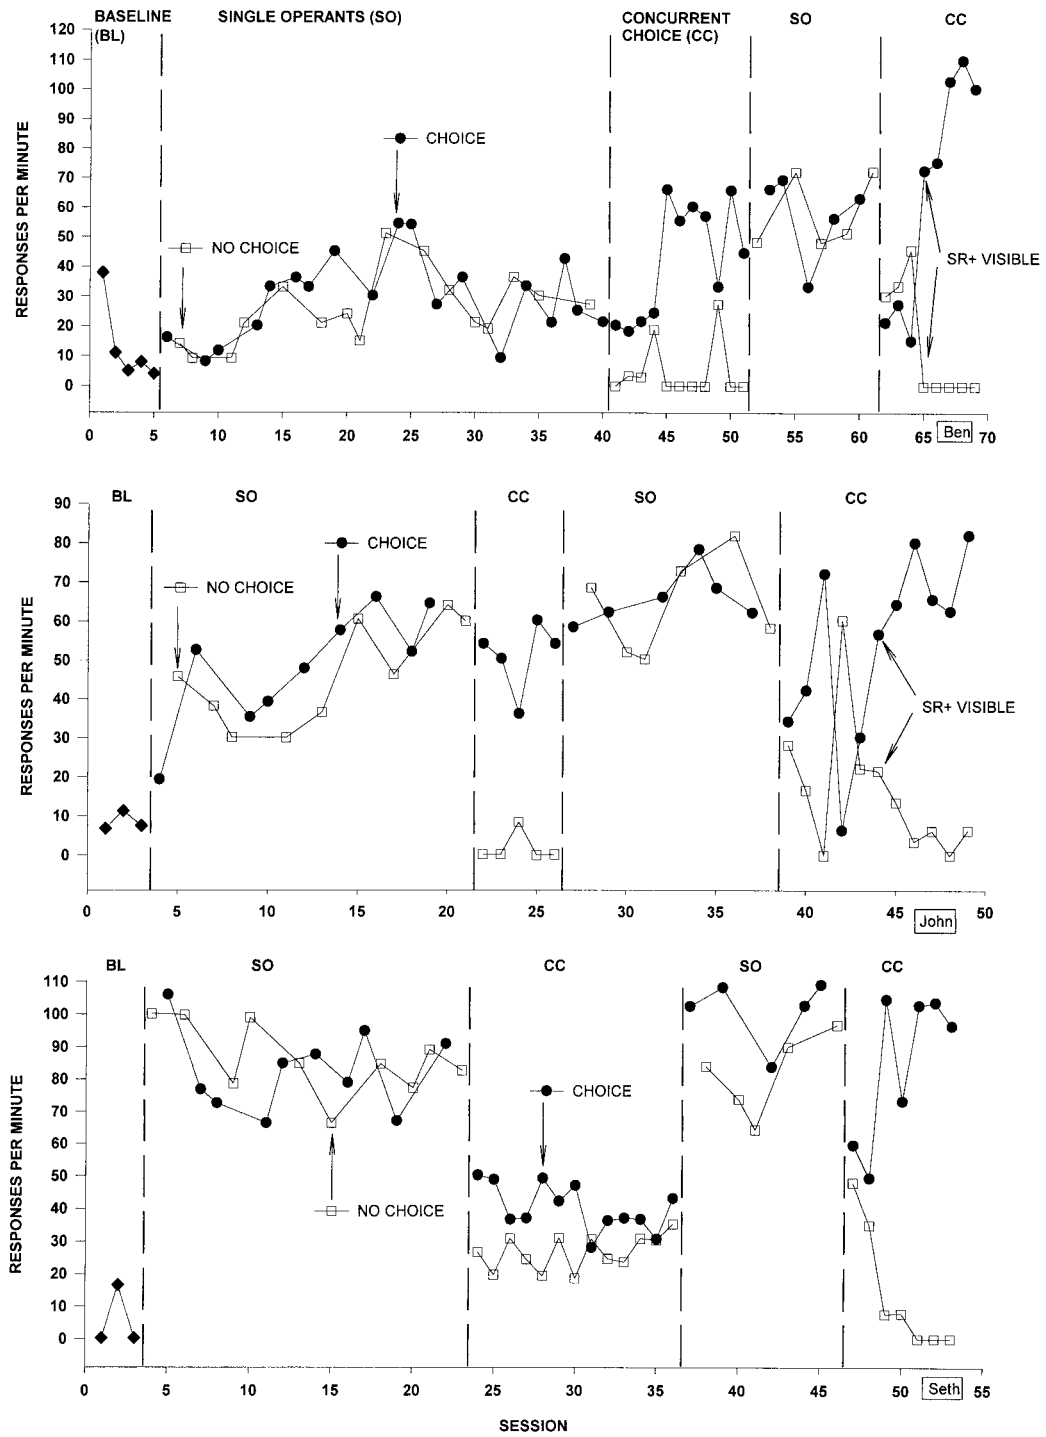 BASELINE (BL)
SINGLE OPERANTS (SO)
CONCURRENT CHOICE (CC)
SO
CC
RESPONSES PER MINUTE
120
110
100
90
80
70
60
50
40
30
20
10
0
CHOICE
NO CHOICE
SR+ VISIBLE
0 5 10 15 20 25 30 35 40 45 50 55 60 65 70
Ben
BL SO CC SO CC
RESPONSES PER MINUTE
90
80
70
60
50
40
30
20
10
0
CHOICE
NO CHOICE
SR+ VISIBLE
0 5 10 15 20 25 30 35 40 45 50
John
BL SO CC SO CC
RESPONSES PER MINUTE
110
100
90
80
70
60
50
40
30
20
10
0
CHOICE
NO CHOICE
0 5 10 15 20 25 30 35 40 45 50 55
Seth
SESSION